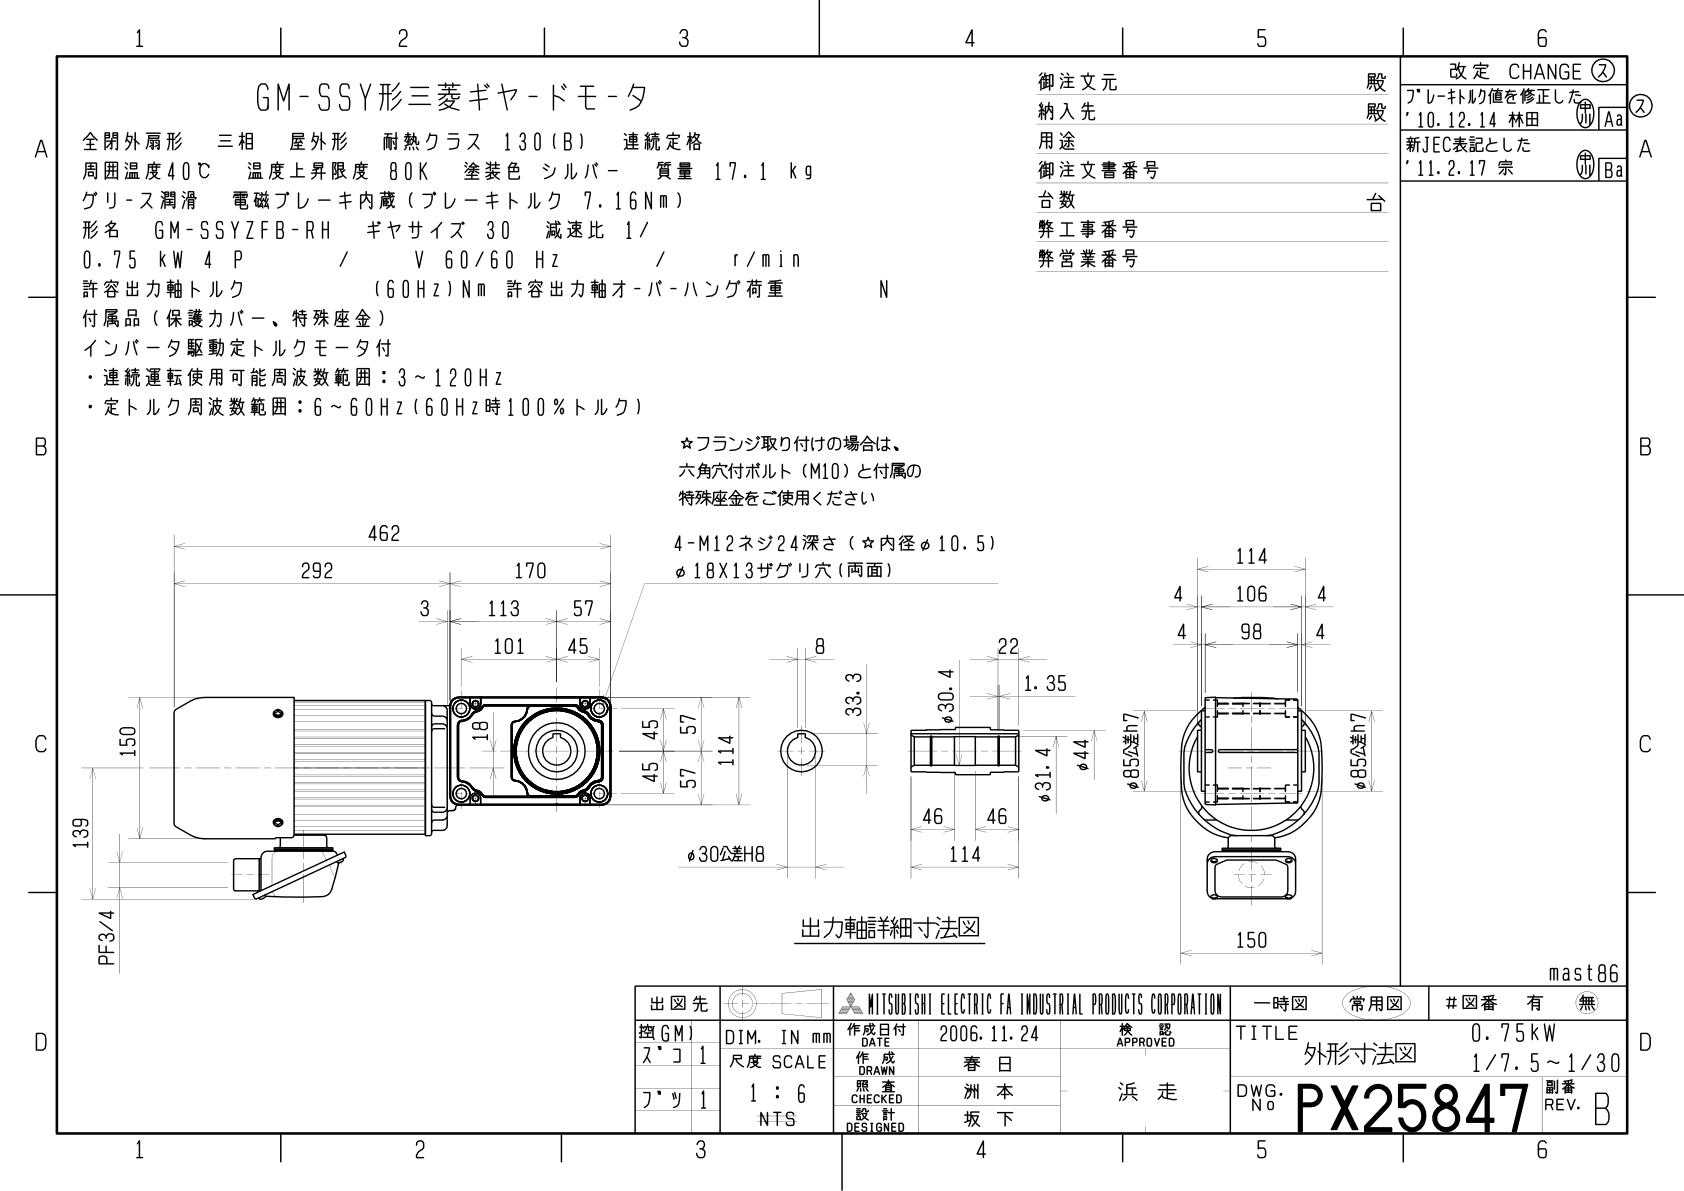 1 2 3 4 5 6
A
B
C
D
A
B
C
D
GM-SSY形三菱ギヤードモータ
全閉外扇形 三相 屋外形 耐熱クラス 130(B) 連続定格
周囲温度40℃ 温度上昇限度 80K 塗装色 シルバー 質量 17.1 kg
グリース潤滑 電磁ブレーキ内蔵(ブレーキトルク 7.16Nm)
形名 GM-SSYZFB-RH ギヤサイズ 30 減速比 1/
0.75 kW 4 P / V 60/60 Hz / r/min
許容出力軸トルク (60Hz)Nm 許容出力軸オーバーハング荷重 N
付属品(保護カバー、特殊座金)
インバータ駆動定トルクモータ付
・連続運転使用可能周波数範囲：3~120Hz
・定トルク周波数範囲：6~60Hz(60Hz時100%トルク)
御注文元 殿
納入先 殿
用途
御注文書番号
台数 台
弊工事番号
弊営業番号
改定 CHANGE ス
ブレーキトルク値を修正した
'10.12.14 林田 中川 Aa ス
新JEC表記とした
'11.2.17 宗 中川 Ba
☆フランジ取り付けの場合は、
六角穴付ボルト(M10)と付属の
特殊座金をご使用ください
4-M12ネジ24深さ(☆内径φ10.5)
φ18X13ザグリ穴(両面)
462
292 170
3 113 57
101 45
150
139
PF3/4
18
45
45
57
57
114
8
33.3
φ30公差H8
22
1.35
φ30.4
φ31.4
φ44
46 46
114
出力軸詳細寸法図
114
4 106 4
4 98 4
φ85公差h7
φ85公差h7
150
mast86
出図先
控(GM)
ズコ 1
ブツ 1
DIM. IN mm
尺度 SCALE
1 : 6
NTS
MITSUBISHI ELECTRIC FA INDUSTRIAL PRODUCTS CORPORATION
作成日付 DATE 2006.11.24
作成 DRAWN 春日
照査 CHECKED 洲本
設計 DESIGNED 坂下
検認 APPROVED
浜走
一時図 常用図 #図番 有 無
TITLE 外形寸法図
0.75kW
1/7.5~1/30
DWG. No PX25847
副番 REV. B
1 2 3 4 5 6